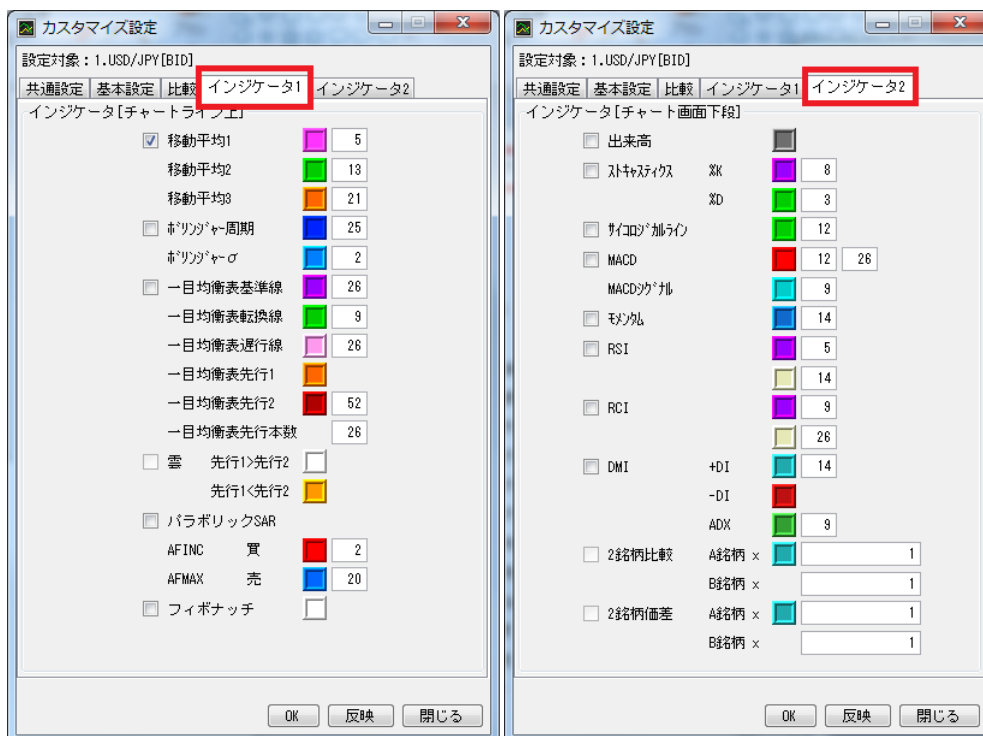 カスタマイズ設定
設定対象：1.USD/JPY[BID]
共通設定 基本設定 比較 インジケータ1 インジケータ2
インジケータ[チャートライン上]
移動平均1 5
移動平均2 13
移動平均3 21
ﾎﾞﾘﾝｼﾞｬｰ周期 25
ﾎﾞﾘﾝｼﾞｬｰσ 2
一目均衡表基準線 26
一目均衡表転換線 9
一目均衡表遅行線 26
一目均衡表先行1
一目均衡表先行2 52
一目均衡表先行本数 26
雲 先行1>先行2
先行1<先行2
パラボリックSAR
AFINC 買 2
AFMAX 売 20
フィボナッチ
OK 反映 閉じる
カスタマイズ設定
設定対象：1.USD/JPY[BID]
共通設定 基本設定 比較 インジケータ1 インジケータ2
インジケータ[チャート画面下段]
出来高
ｽﾄｷｬｽﾃｨｸｽ %K 8
%D 3
ｻｲｺﾛｼﾞｶﾙﾗｲﾝ 12
MACD 12 26
MACDｼｸﾞﾅﾙ 9
ﾓﾒﾝﾀﾑ 14
RSI 5
14
RCI 9
26
DMI +DI 14
-DI
ADX 9
2銘柄比較 A銘柄 × 1
B銘柄 × 1
2銘柄価差 A銘柄 × 1
B銘柄 × 1
OK 反映 閉じる